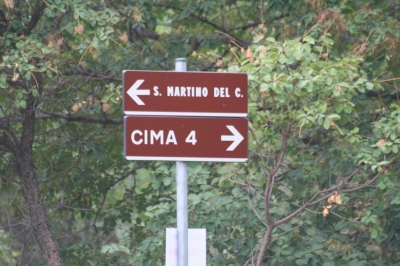 S. MARTINO DEL C.
CIMA 4